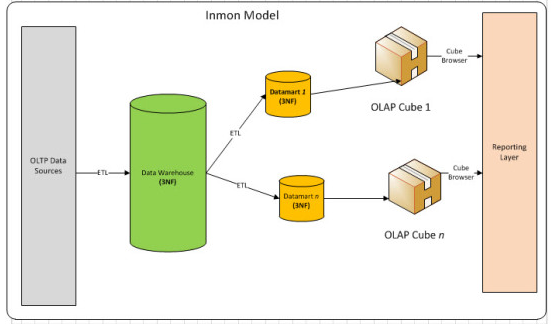 Inmon Model
OLTP Data
Sources
ETL
Data Warehouse
(3NF)
ETL
ETL
Datamart 1
(3NF)
Datamart n
(3NF)
OLAP Cube 1
OLAP Cube n
Cube
Browser
Cube
Browser
Reporting
Layer